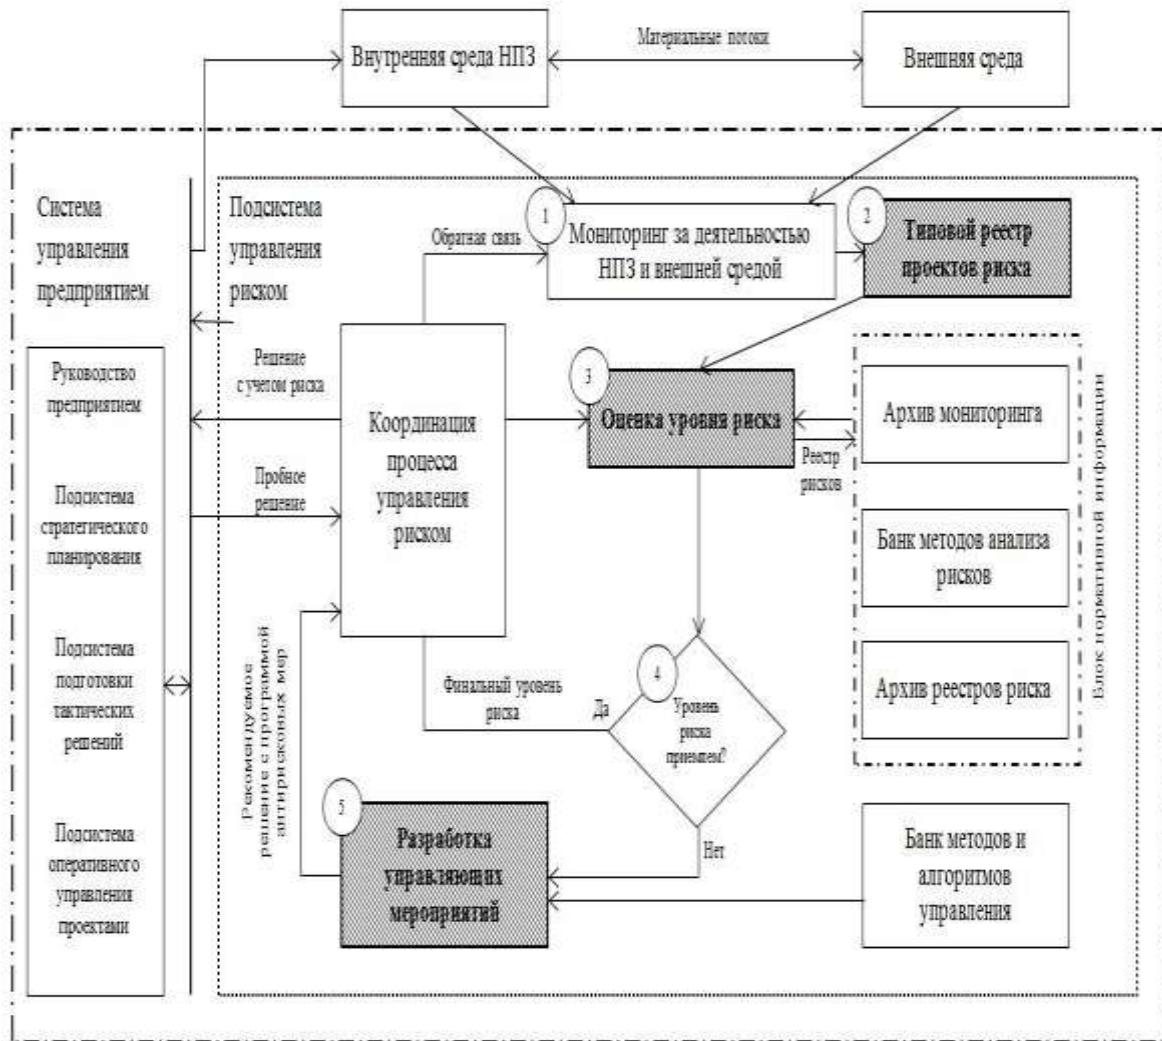 Внутренняя среда НПЗ
Материальные потоки
Внешняя среда
Система
управления
предприятием
Подсистема
управления
риском
Обратная связь
1
Мониторинг за деятельностью
НПЗ и внешней средой
2
Типовой реестр
проектов риска
Руководство
предприятием
Подсистема
стратегического
планирования
Подсистема
подготовки
тактических
решений
Подсистема
оперативного
управления
проектами
Решение
с учетом риска
Пробное
решение
Координация
процесса
управления
риском
3
Оценка уровня риска
Реестр
рисков
Архив мониторинга
Банк методов анализа
рисков
Архив реестров риска
Блок нормативной информации
Рекомендуемое
решение с программой
антирисконых мер
Финальный уровень
риска
Да
4
Уровень
риска
приемлем?
Нет
5
Разработка
управляющих
мероприятий
Банк методов и
алгоритмов
управления